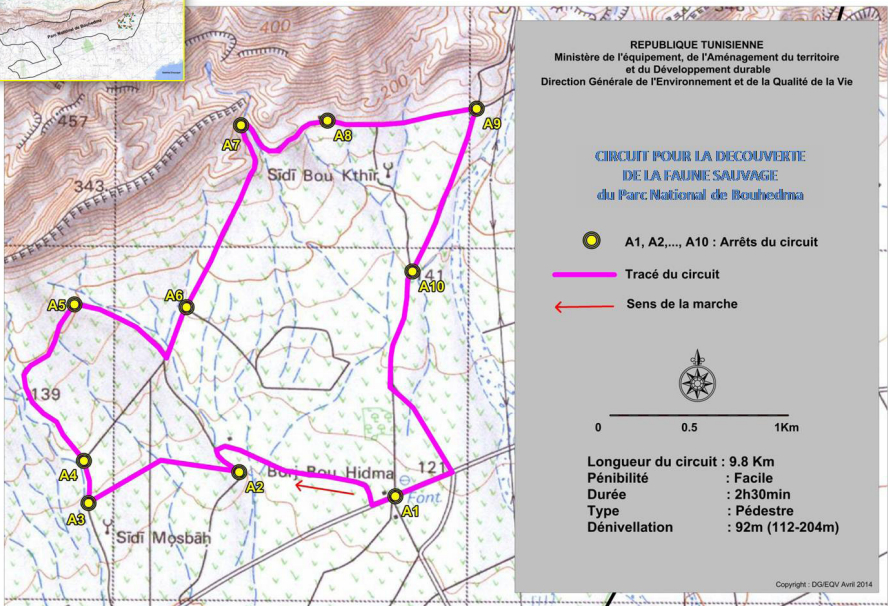 Parc National de Bouhedma
400
200
457
A7
A8
A9
Sidi Bou Kthir
343
141
A10
A5
A6
139
A4
A3
Sidi Mosbāh
Borj Bou Hidma
A2
121
A1
Font
REPUBLIQUE TUNISIENNE
Ministère de l'équipement, de l'Aménagement du territoire
et du Développement durable
Direction Générale de l'Environnement et de la Qualité de la Vie
CIRCUIT POUR LA DECOUVERTE
DE LA FAUNE SAUVAGE
du Parc National de Bouhedma
A1, A2,..., A10 : Arrêts du circuit
Tracé du circuit
Sens de la marche
0 0.5 1Km
Longueur du circuit : 9.8 Km
Pénibilité : Facile
Durée : 2h30min
Type : Pédestre
Dénivellation : 92m (112-204m)
Copyright : DG/EQV Avril 2014